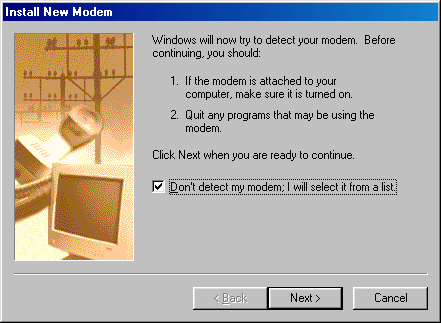 Install New Modem
Windows will now try to detect your modem. Before
continuing, you should:
1. If the modem is attached to your
computer, make sure it is turned on.
2. Quit any programs that may be using the
modem.
Click Next when you are ready to continue.
Don't detect my modem; I will select it from a list.
< Back
Next >
Cancel